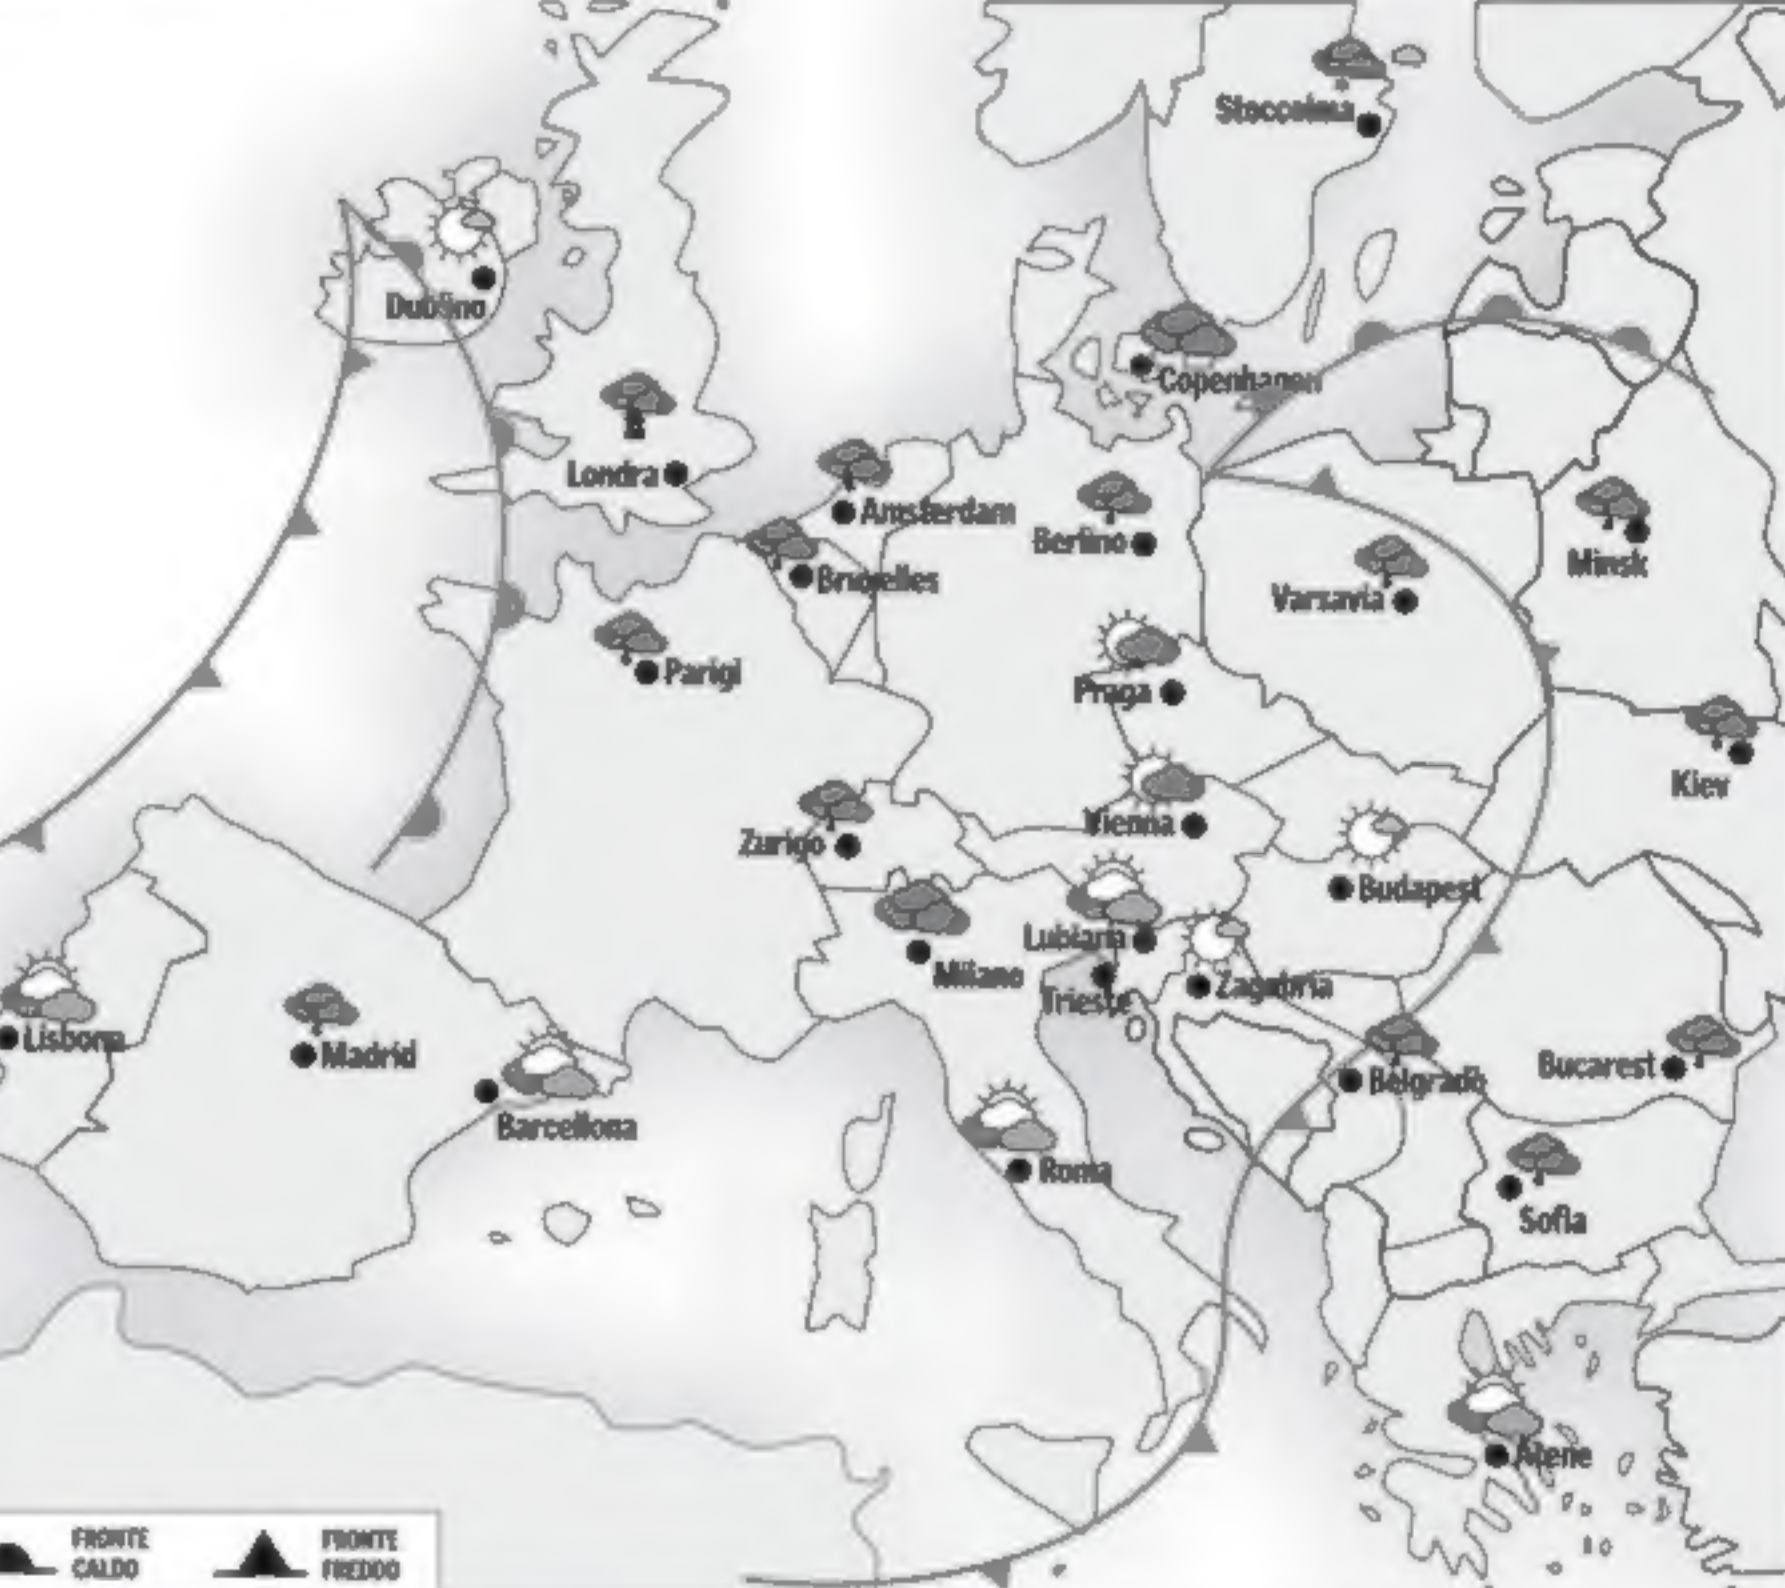 Stoccolma
Dublino
Copenhagen
Londra
Amsterdam
Berlino
Minsk
Bruxelles
Varsavia
Parigi
Praga
Kiev
Vienna
Zurigo
Budapest
Lubiana
Milano
Zagabria
Trieste
Lisbona
Madrid
Bucarest
Belgrado
Barcellona
Roma
Sofia
Atene
FRONTE
CALDO
FRONTE
FREDDO